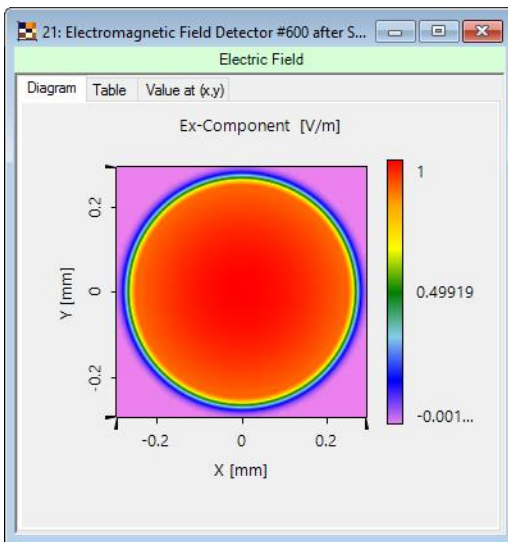 21: Electromagnetic Field Detector #600 after S...
Electric Field
Diagram Table Value at (x,y)
Ex-Component [V/m]
1
0.49919
-0.001...
Y [mm]
0.2
0
-0.2
-0.2 0 0.2
X [mm]